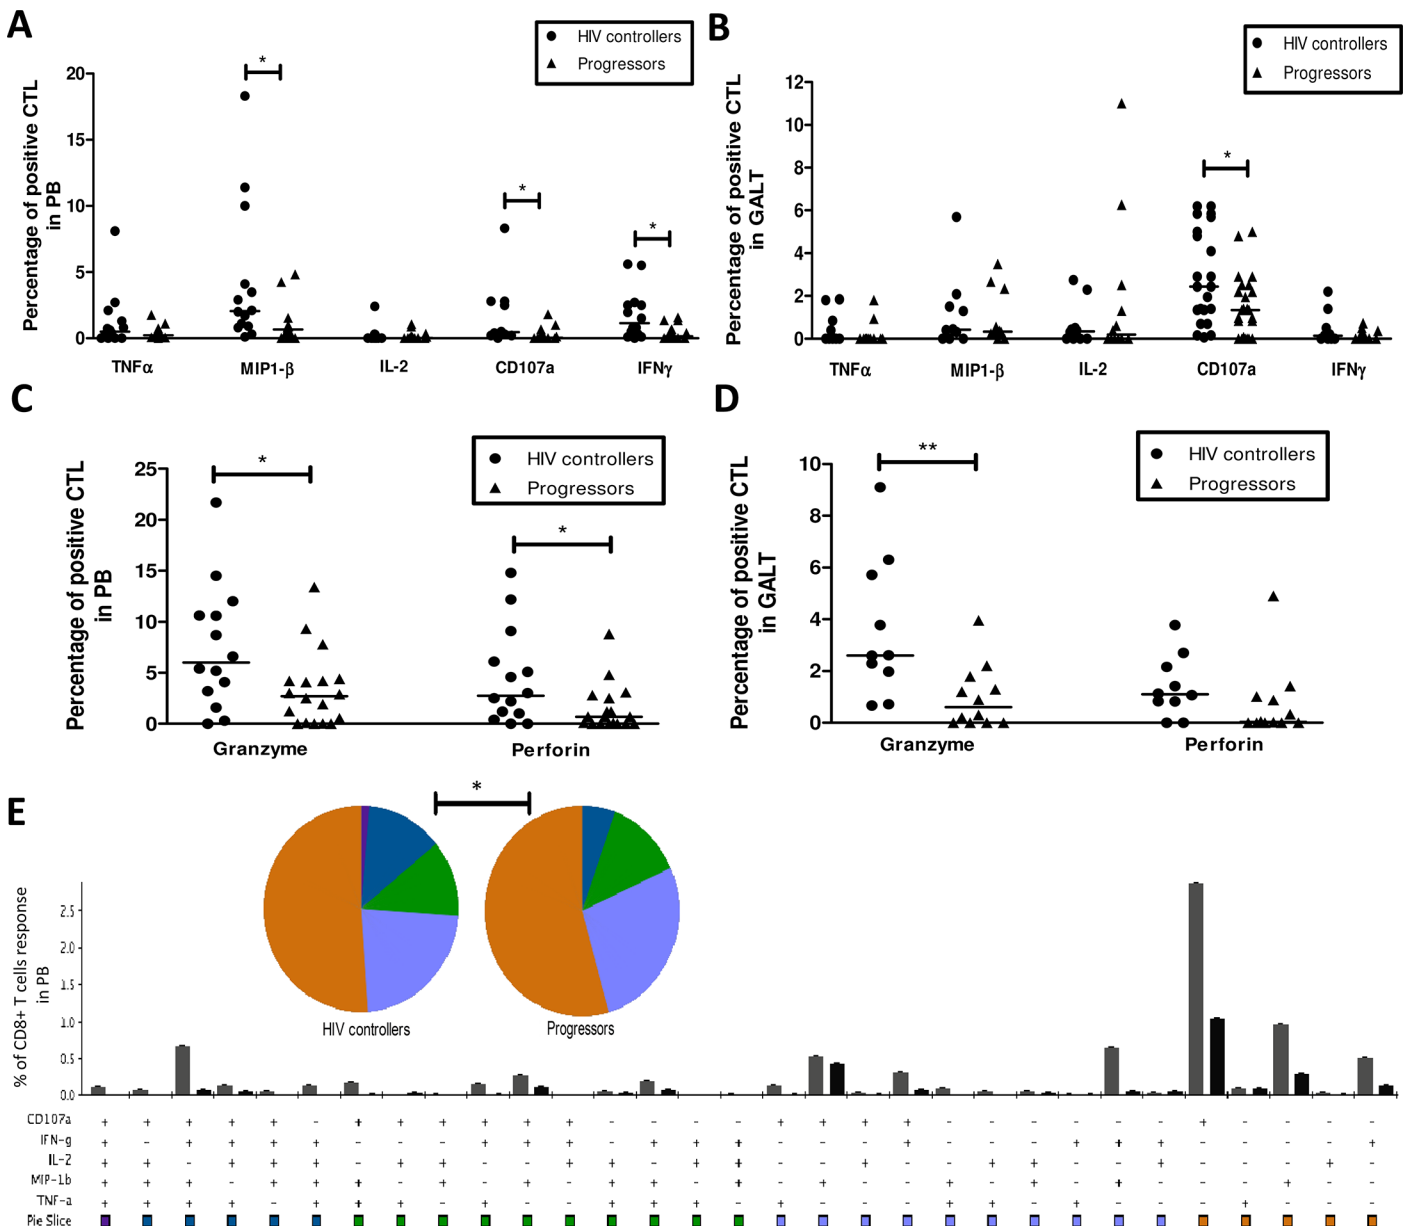 A
HIV controllers
Progressors
Percentage of positive CTL
in PB
20
15
10
5
0
*
*
*
TNFα
MIP1-β
IL-2
CD107a
IFNγ
B
HIV controllers
Progressors
Percentage of positive CTL
in GALT
12
10
8
6
4
2
0
*
TNFα
MIP1-β
IL-2
CD107a
IFNγ
C
HIV controllers
Progressors
Percentage of positive CTL
in PB
25
20
15
10
5
0
*
*
Granzyme
Perforin
D
HIV controllers
Progressors
Percentage of positive CTL
in GALT
10
8
6
4
2
0
**
Granzyme
Perforin
E
*
HIV controllers
Progressors
% of CD8+ T cells response
in PB
2.5
2.0
1.5
1.0
0.5
0.0
CD107a + + + + + - + + + + + + - - - - + + + + - - - - - - + - - - -
IFN-g + - + + + + - - - + + - - + + + - - - + - - - + + + - - - - +
IL-2 + + - + + + - + + - - + + - + + - - + - - + + - - + - - - + -
MIP-1b + + + - + + + - + - + - + + - + - + - - + - + - + - - - + - -
TNF-a + + + + - + + + - + - - + + + - + - - - + + - + - - - + - - -
Pie Slice